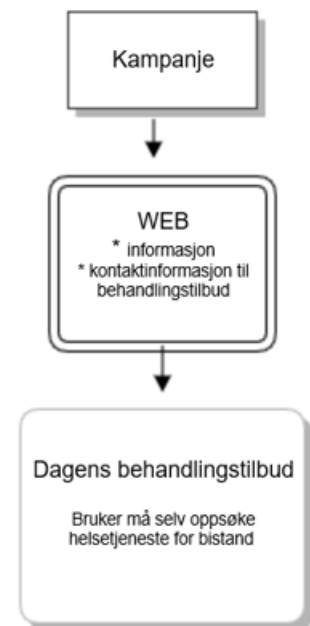 Kampanje
WEB
* informasjon
* kontaktinformasjon til
behandlingstilbud
Dagens behandlingstilbud
Bruker må selv oppsøke
helsetjeneste for bistand